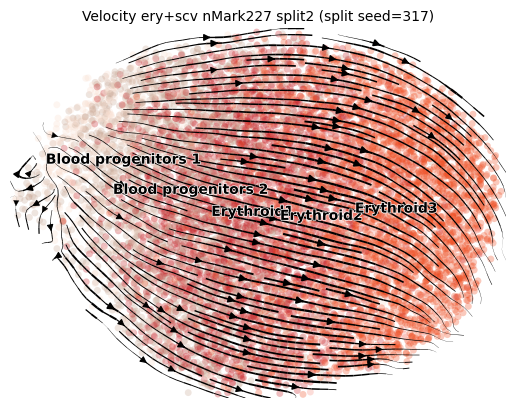 Velocity ery+scv nMark227 split2 (split seed=317)
Blood progenitors 1
Blood progenitors 2
Erythroid1
Erythroid2
Erythroid3